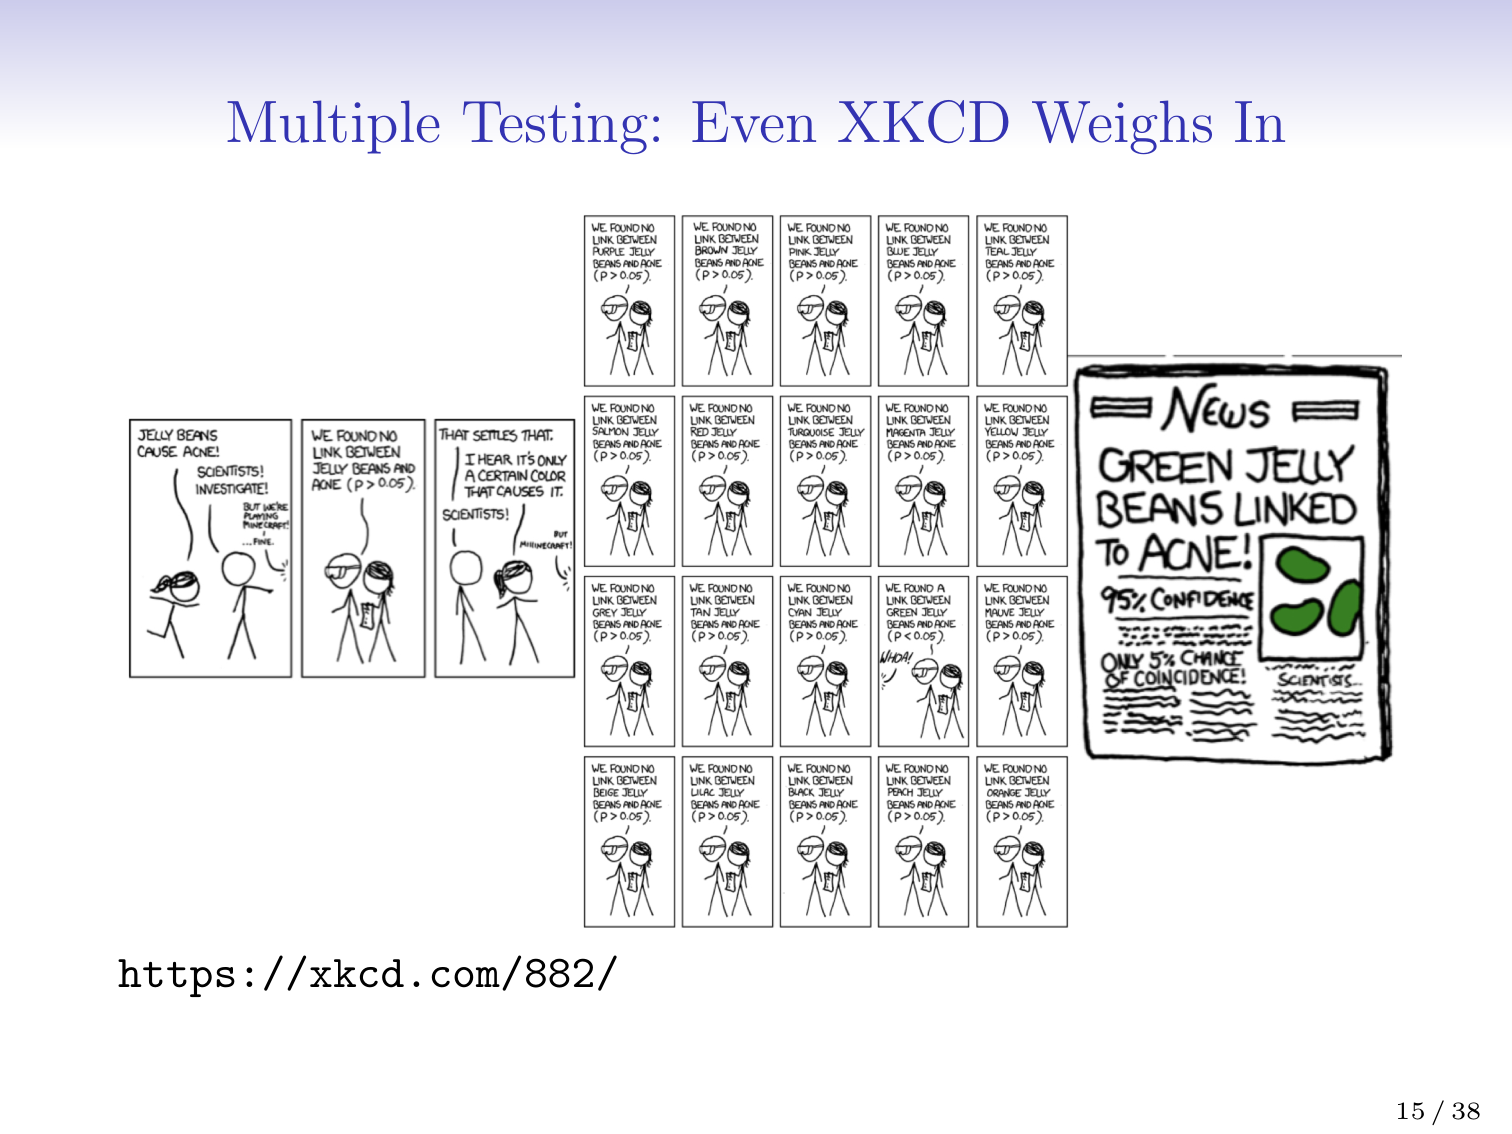 Multiple Testing: Even XKCD Weighs In
JELLY BEANS
CAUSE ACNE!
SCIENTISTS!
INVESTIGATE!
BUT WE'RE
PLAYING
MINECRAFT!
...FINE.
WE FOUND NO
LINK BETWEEN
JELLY BEANS AND
ACNE (P > 0.05).
THAT SETTLES THAT.
I HEAR IT'S ONLY
A CERTAIN COLOR
THAT CAUSES IT.
SCIENTISTS!
BUT
MIIIINECRAFT!
WE FOUND NO
LINK BETWEEN
PURPLE JELLY
BEANS AND ACNE
(P > 0.05).
WE FOUND NO
LINK BETWEEN
BROWN JELLY
BEANS AND ACNE
(P > 0.05).
WE FOUND NO
LINK BETWEEN
PINK JELLY
BEANS AND ACNE
(P > 0.05).
WE FOUND NO
LINK BETWEEN
BLUE JELLY
BEANS AND ACNE
(P > 0.05).
WE FOUND NO
LINK BETWEEN
TEAL JELLY
BEANS AND ACNE
(P > 0.05).
WE FOUND NO
LINK BETWEEN
SALMON JELLY
BEANS AND ACNE
(P > 0.05).
WE FOUND NO
LINK BETWEEN
RED JELLY
BEANS AND ACNE
(P > 0.05).
WE FOUND NO
LINK BETWEEN
TURQUOISE JELLY
BEANS AND ACNE
(P > 0.05).
WE FOUND NO
LINK BETWEEN
MAGENTA JELLY
BEANS AND ACNE
(P > 0.05).
WE FOUND NO
LINK BETWEEN
YELLOW JELLY
BEANS AND ACNE
(P > 0.05).
WE FOUND NO
LINK BETWEEN
GREY JELLY
BEANS AND ACNE
(P > 0.05).
WE FOUND NO
LINK BETWEEN
TAN JELLY
BEANS AND ACNE
(P > 0.05).
WE FOUND NO
LINK BETWEEN
CYAN JELLY
BEANS AND ACNE
(P > 0.05).
WE FOUND A
LINK BETWEEN
GREEN JELLY
BEANS AND ACNE
(P < 0.05).
WHOA!
WE FOUND NO
LINK BETWEEN
MAUVE JELLY
BEANS AND ACNE
(P > 0.05).
WE FOUND NO
LINK BETWEEN
BEIGE JELLY
BEANS AND ACNE
(P > 0.05).
WE FOUND NO
LINK BETWEEN
LILAC JELLY
BEANS AND ACNE
(P > 0.05).
WE FOUND NO
LINK BETWEEN
BLACK JELLY
BEANS AND ACNE
(P > 0.05).
WE FOUND NO
LINK BETWEEN
PEACH JELLY
BEANS AND ACNE
(P > 0.05).
WE FOUND NO
LINK BETWEEN
ORANGE JELLY
BEANS AND ACNE
(P > 0.05).
NEWS
GREEN JELLY
BEANS LINKED
TO ACNE!
95% CONFIDENCE
ONLY 5% CHANCE
OF COINCIDENCE!
SCIENTISTS...
https://xkcd.com/882/
15 / 38